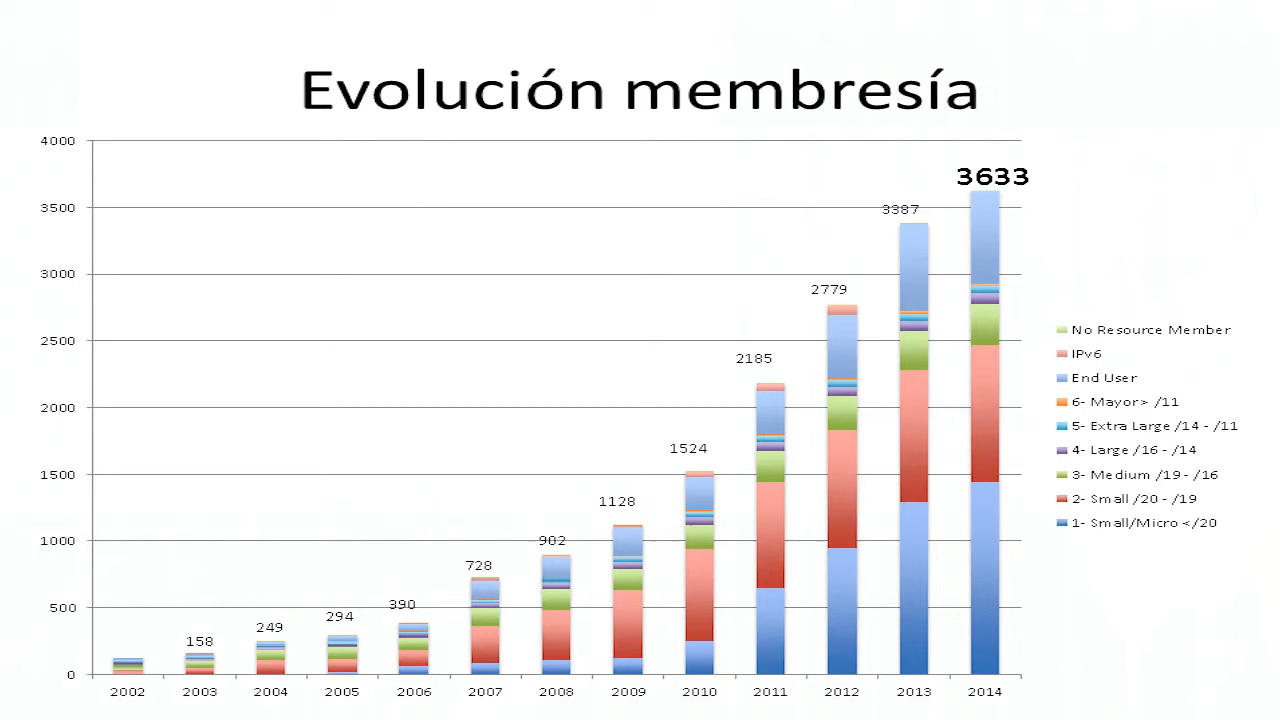 Evolución membresía
4000
3500
3000
2500
2000
1500
1000
500
0
158
249
294
390
728
902
1128
1524
2185
2779
3387
3633
2002 2003 2004 2005 2006 2007 2008 2009 2010 2011 2012 2013 2014
No Resource Member
IPv6
End User
6- Mayor> /11
5- Extra Large /14 - /11
4- Large /16 - /14
3- Medium /19 - /16
2- Small /20 - /19
1- Small/Micro </20